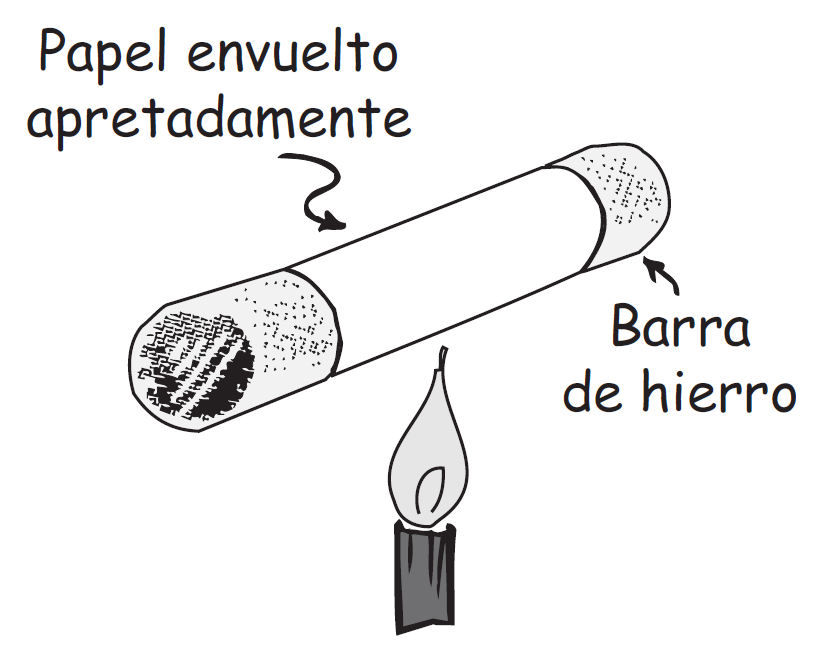 Papel envuelto
apretadamente
Barra
de hierro